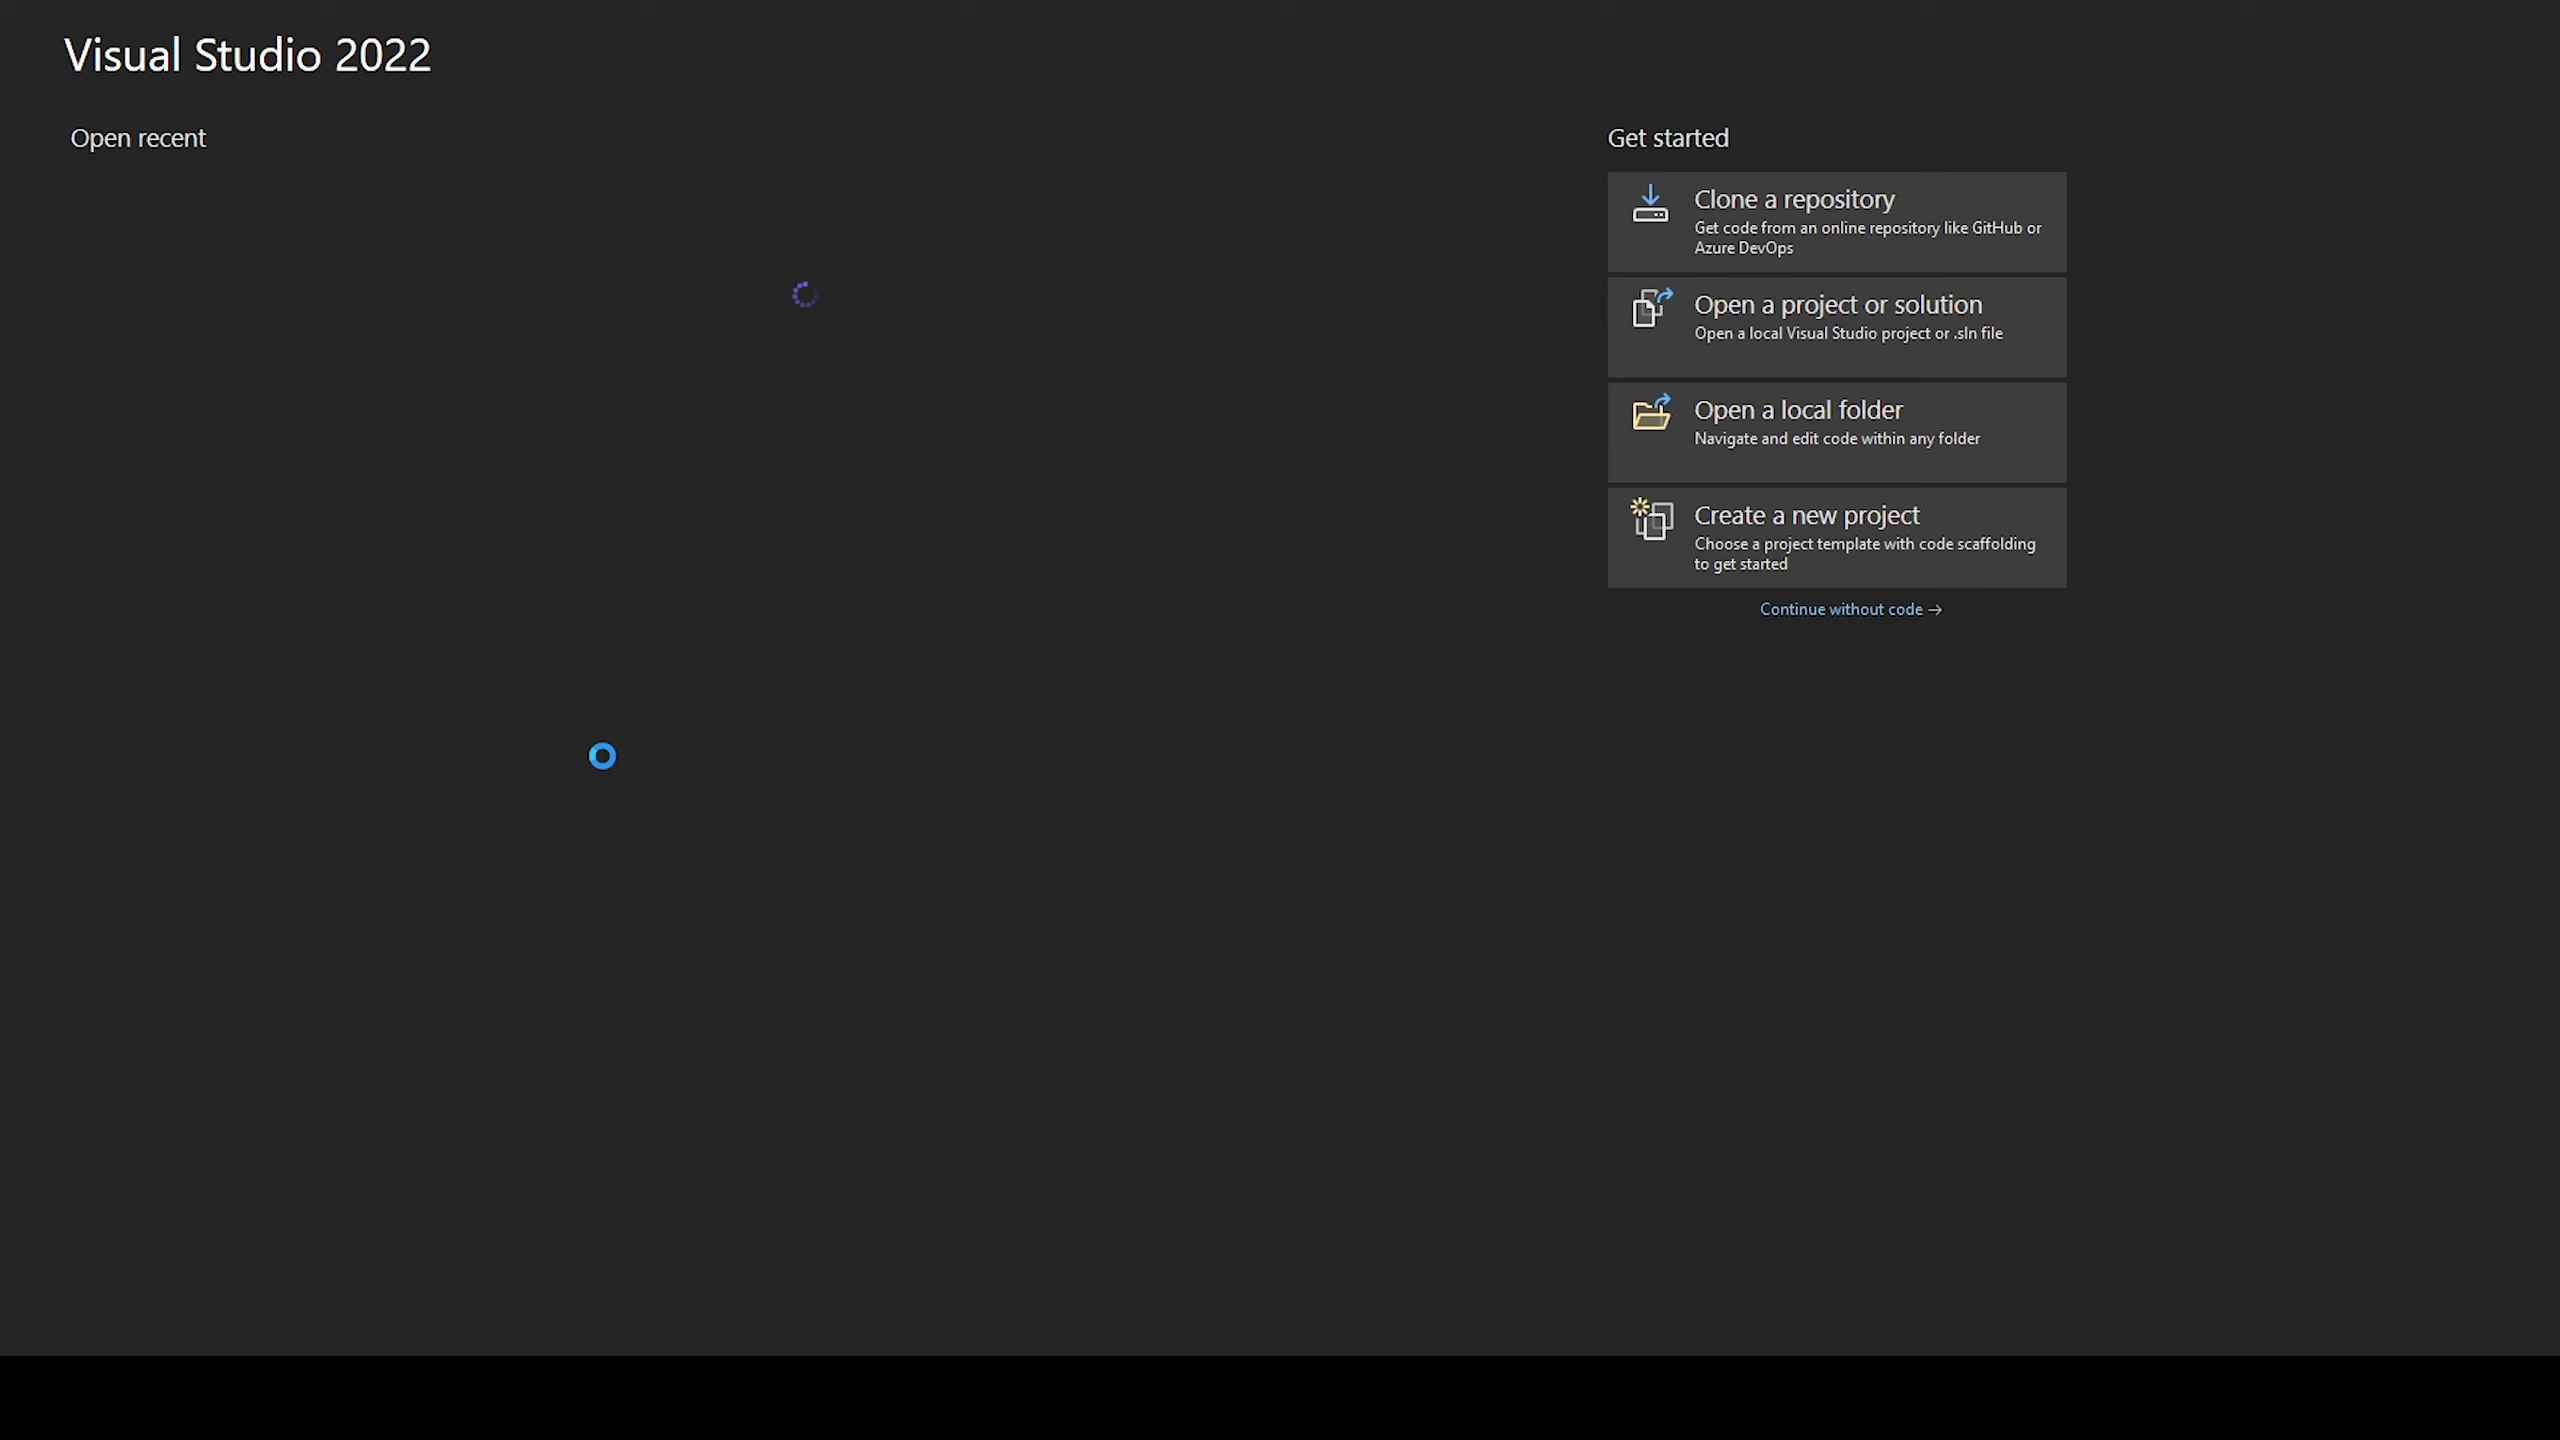 Visual Studio 2022
Open recent
Get started
Clone a repository
Get code from an online repository like GitHub or
Azure DevOps
Open a project or solution
Open a local Visual Studio project or .sln file
Open a local folder
Navigate and edit code within any folder
Create a new project
Choose a project template with code scaffolding
to get started
Continue without code →